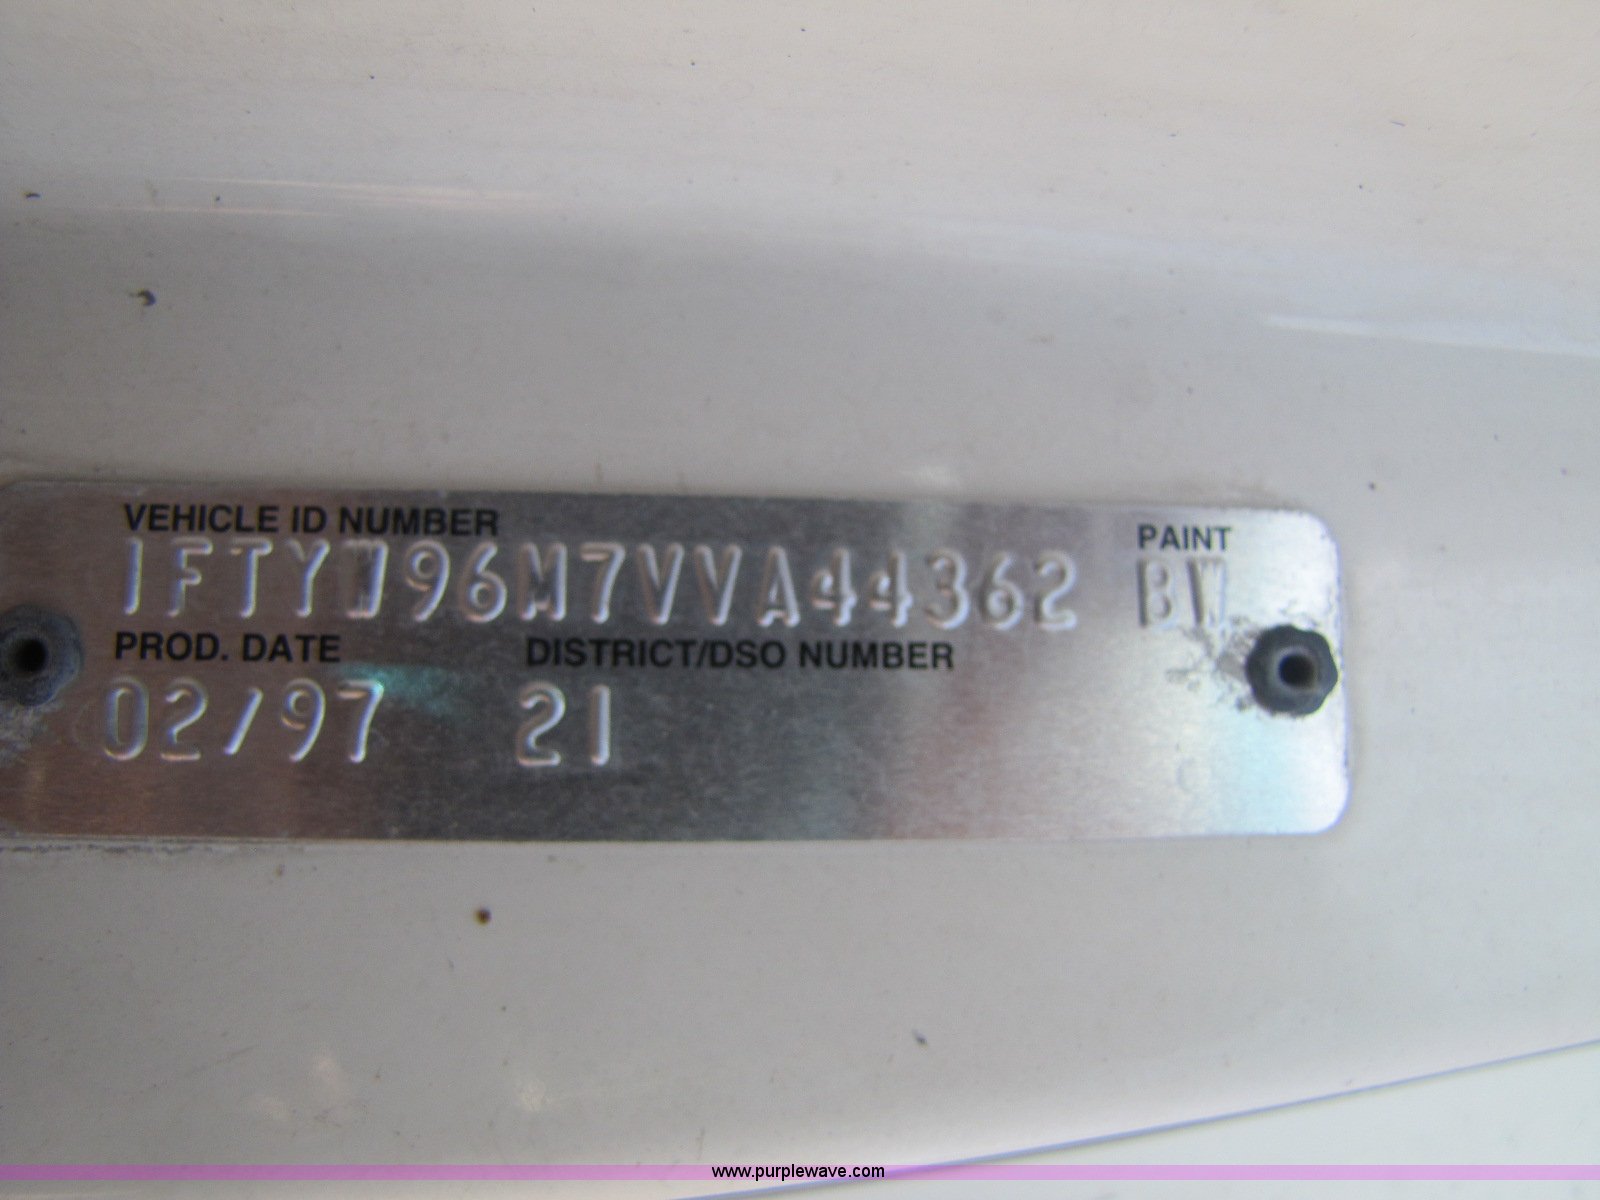 VEHICLE ID NUMBER PAINT
1FTYW96M7VVA44362 BW
PROD. DATE DISTRICT/DSO NUMBER
02/97 21
www.purplewave.com